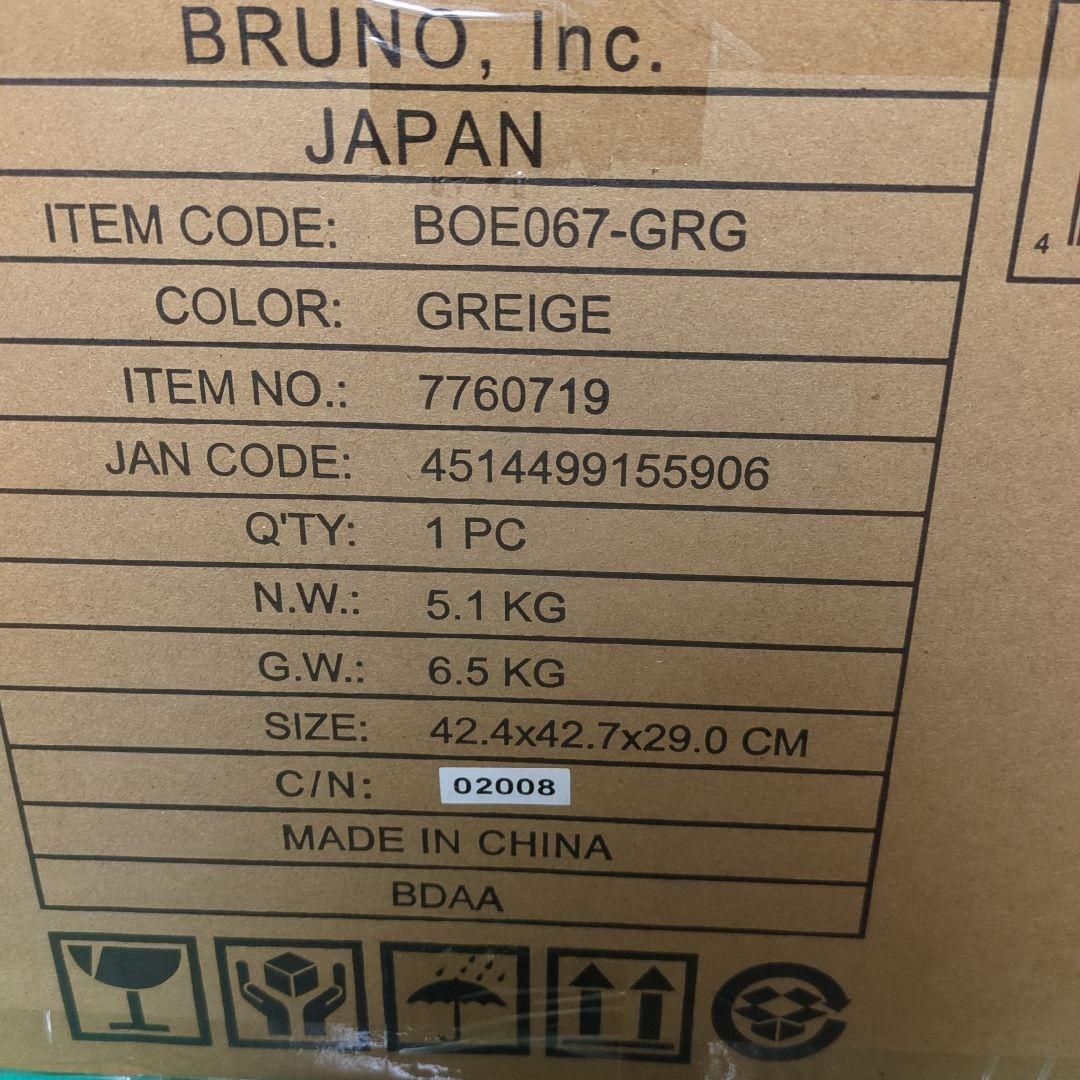 BRUNO, Inc.
JAPAN
ITEM CODE: BOE067-GRG
COLOR: GREIGE
ITEM NO.: 7760719
JAN CODE: 4514499155906
Q'TY: 1 PC
N.W.: 5.1 KG
G.W.: 6.5 KG
SIZE: 42.4x42.7x29.0 CM
C/N: 02008
MADE IN CHINA
BDAA
4